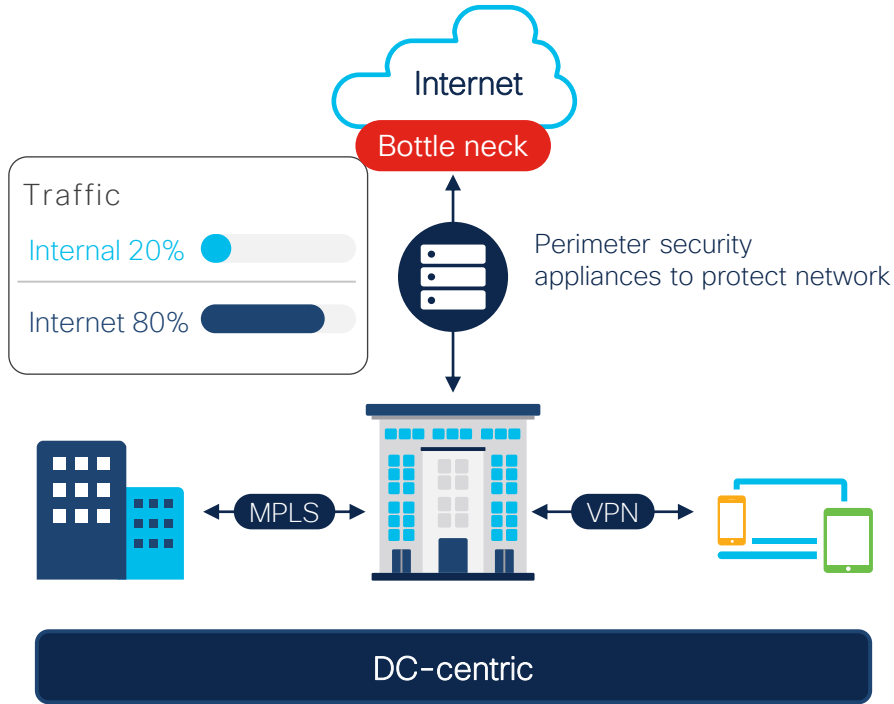 Internet
Bottle neck
Traffic
Internal 20%
Internet 80%
Perimeter security
appliances to protect network
MPLS
VPN
DC-centric